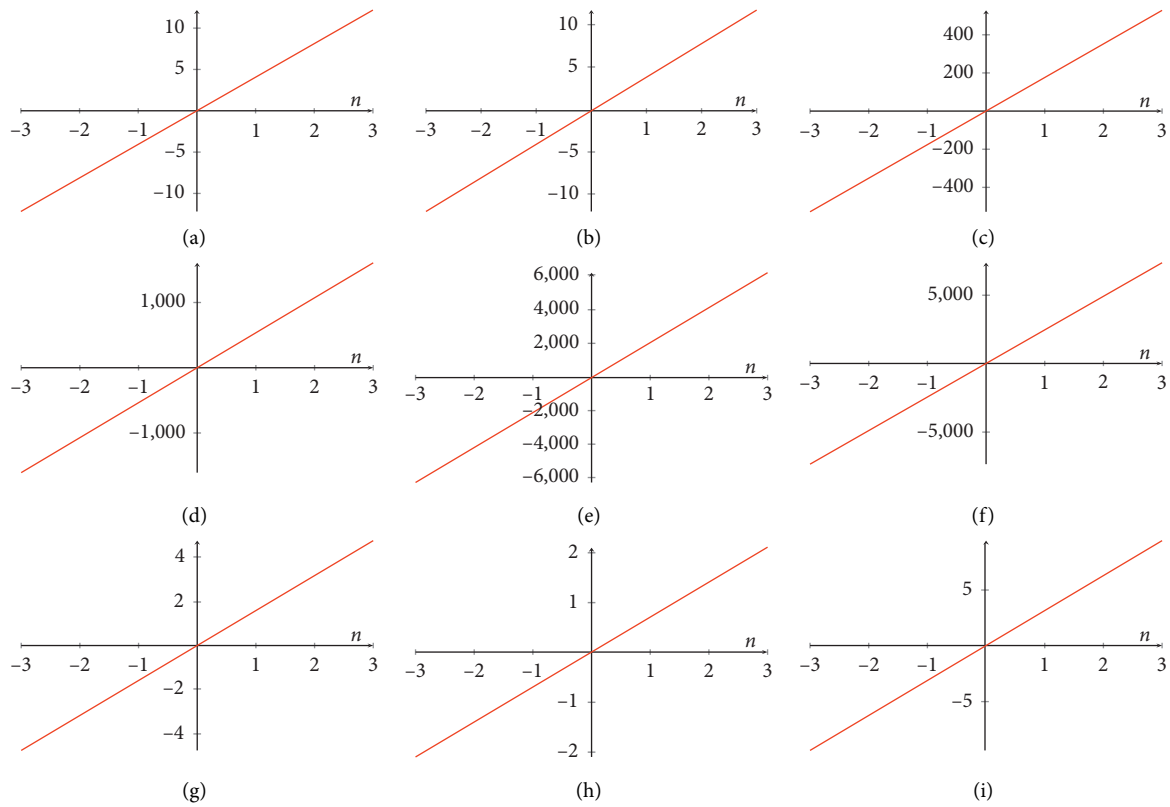 10
5
n
–3 –2 –1 1 2 3
–5
–10
(a)
10
5
n
–3 –2 –1 1 2 3
–5
–10
(b)
400
200
n
–3 –2 –1 1 2 3
–200
–400
(c)
1,000
n
–3 –2 –1 1 2 3
–1,000
(d)
6,000
4,000
2,000
n
–3 –2 –1 1 2 3
–2,000
–4,000
–6,000
(e)
5,000
n
–3 –2 –1 1 2 3
–5,000
(f)
4
2
n
–3 –2 –1 1 2 3
–2
–4
(g)
2
1
n
–3 –2 –1 1 2 3
–1
–2
(h)
5
n
–3 –2 –1 1 2 3
–5
(i)